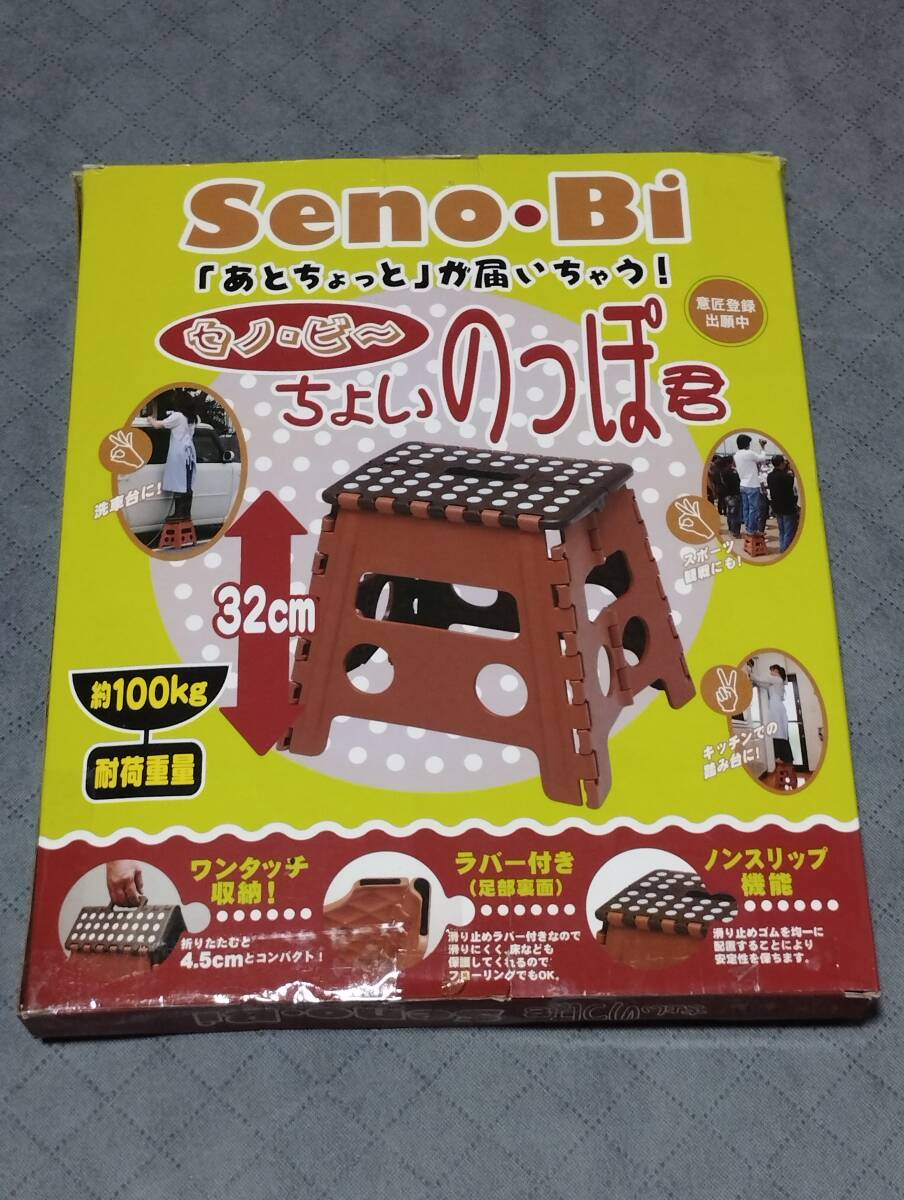 Seno・Bi
「あとちょっと」が届いちゃう!
意匠登録
出願中
セノ・ビ〜
ちょいのっぽ君
洗車台に!
スポーツ
観戦にも!
32cm
約100kg
耐荷重量
キッチンでの
踏み台に!
ワンタッチ
収納!
折りたたむと
4.5cmとコンパクト!
ラバー付き
(足部裏面)
滑り止めラバー付きなので
滑りにくく、床なども
保護してくれるので
フローリングでもOK。
ノンスリップ
機能
滑り止めゴムを均一に
配置することにより
安定性を保ちます。